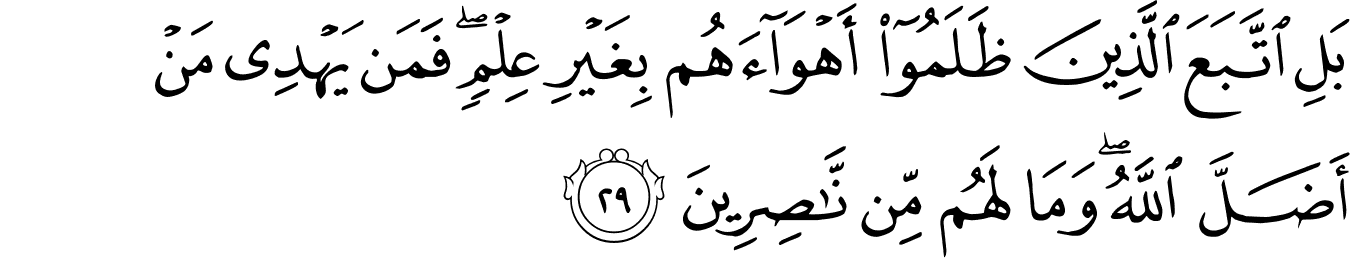 بَلِ ٱتَّبَعَ ٱلَّذِينَ ظَلَمُوٓا۟ أَهْوَآءَهُم بِغَيْرِ عِلْمٍۢ ۖ فَمَن يَهْدِى مَنْ
أَضَلَّ ٱللَّهُ ۖ وَمَا لَهُم مِّن نَّـٰصِرِينَ ٢٩